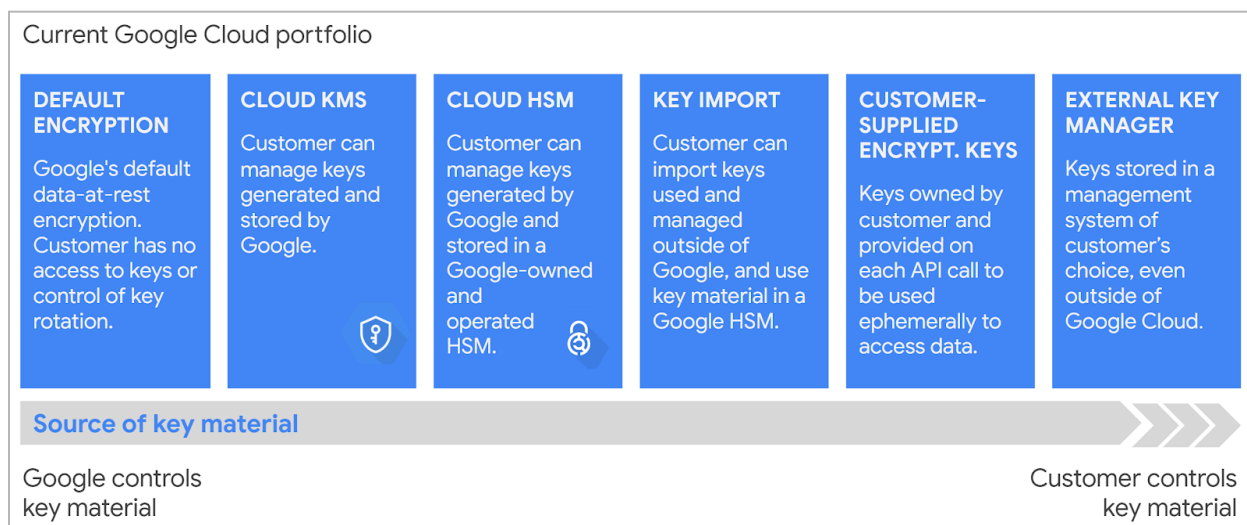 Current Google Cloud portfolio
DEFAULT
ENCRYPTION
Google's default
data-at-rest
encryption.
Customer has no
access to keys or
control of key
rotation.
CLOUD KMS
Customer can
manage keys
generated and
stored by
Google.
CLOUD HSM
Customer can
manage keys
generated by
Google and
stored in a
Google-owned
and
operated
HSM.
KEY IMPORT
Customer can
import keys
used and
managed
outside of
Google, and use
key material in a
Google HSM.
CUSTOMER-
SUPPLIED
ENCRYPT. KEYS
Keys owned by
customer and
provided on
each API call to
be used
ephemerally to
access data.
EXTERNAL KEY
MANAGER
Keys stored in a
management
system of
customer’s
choice, even
outside of
Google Cloud.
Source of key material
Google controls
key material
Customer controls
key material